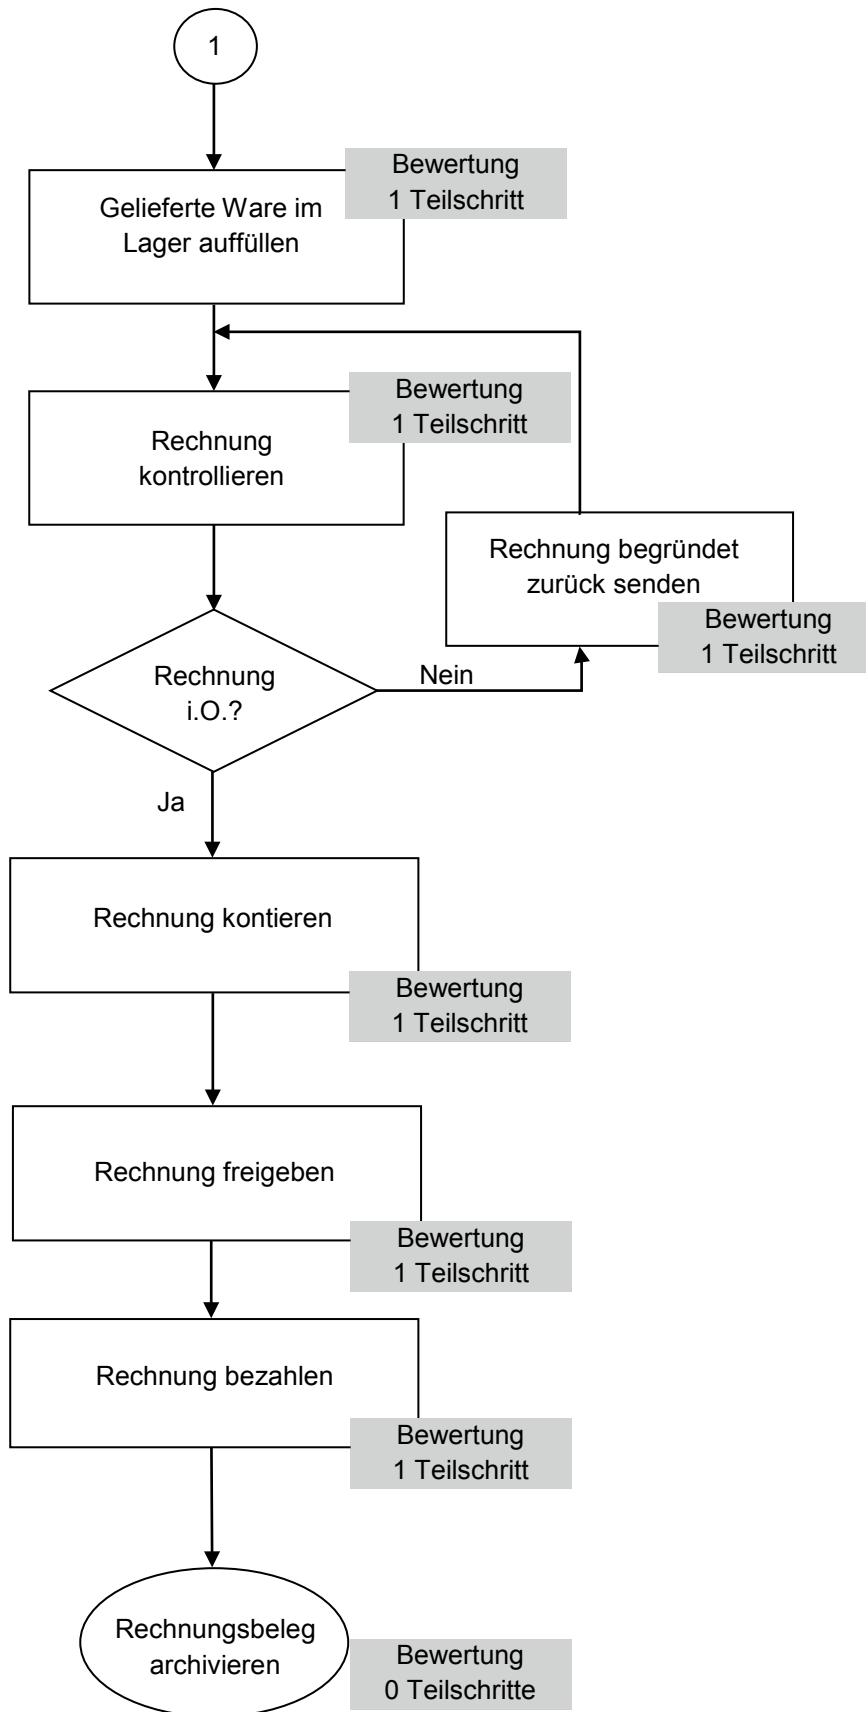 1
Bewertung
1 Teilschritt
Gelieferte Ware im
Lager auffüllen
Bewertung
1 Teilschritt
Rechnung
kontrollieren
Rechnung begründet
zurück senden
Bewertung
1 Teilschritt
Rechnung
i.O.?
Nein
Ja
Rechnung kontieren
Bewertung
1 Teilschritt
Rechnung freigeben
Bewertung
1 Teilschritt
Rechnung bezahlen
Bewertung
1 Teilschritt
Rechnungsbeleg
archivieren
Bewertung
0 Teilschritte